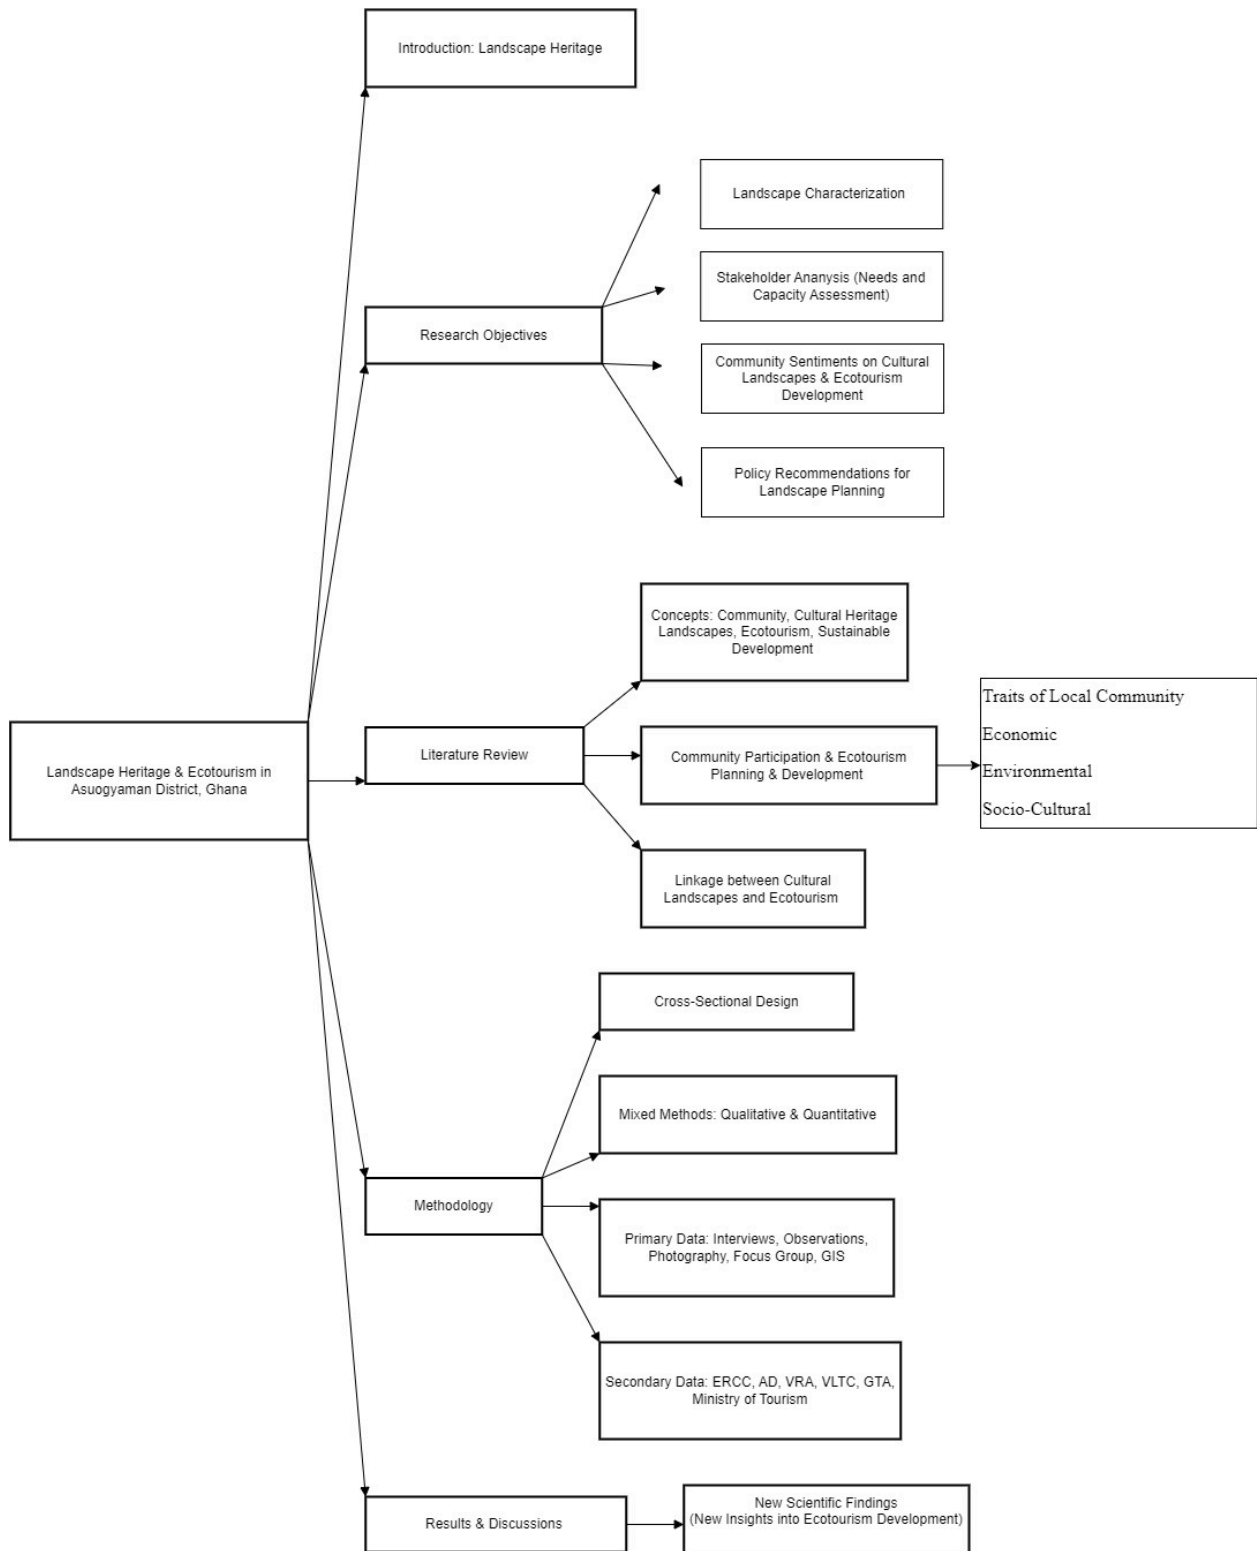 Introduction: Landscape Heritage
Landscape Characterization
Stakeholder Ananysis (Needs and
Capacity Assessment)
Research Objectives
Community Sentiments on Cultural
Landscapes & Ecotourism
Development
Policy Recommendations for
Landscape Planning
Concepts: Community, Cultural Heritage
Landscapes, Ecotourism, Sustainable
Development
Landscape Heritage & Ecotourism in
Asuogyaman District, Ghana
Literature Review
Community Participation & Ecotourism
Planning & Development
Traits of Local Community
Economic
Environmental
Socio-Cultural
Linkage between Cultural
Landscapes and Ecotourism
Cross-Sectional Design
Mixed Methods: Qualitative & Quantitative
Methodology
Primary Data: Interviews, Observations,
Photography, Focus Group, GIS
Secondary Data: ERCC, AD, VRA, VLTC, GTA,
Ministry of Tourism
Results & Discussions
New Scientific Findings
(New Insights into Ecotourism Development)